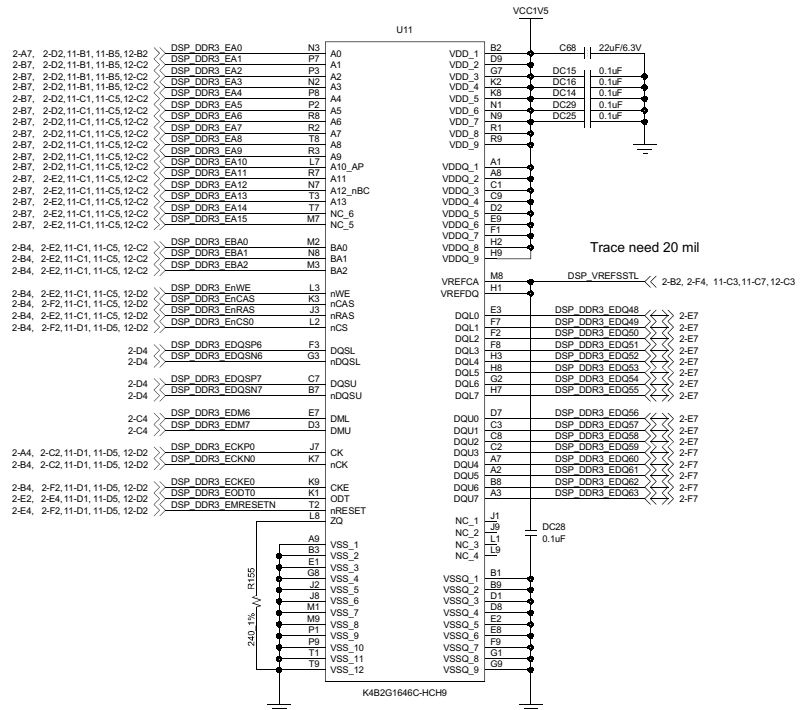 VCC1V5
U11
2-A7, 2-D2,11-B1,11-B5,12-B2 DSP_DDR3_EA0 N3 A0
2-B7, 2-D2,11-B1,11-B5,12-C2 DSP_DDR3_EA1 P7 A1
2-B7, 2-D2,11-B1,11-B5,12-C2 DSP_DDR3_EA2 P3 A2
2-B7, 2-D2,11-B1,11-B5,12-C2 DSP_DDR3_EA3 N2 A3
2-B7, 2-D2,11-C1,11-C5,12-C2 DSP_DDR3_EA4 P8 A4
2-B7, 2-D2,11-C1,11-C5,12-C2 DSP_DDR3_EA5 P2 A5
2-B7, 2-D2,11-C1,11-C5,12-C2 DSP_DDR3_EA6 R8 A6
2-B7, 2-D2,11-C1,11-C5,12-C2 DSP_DDR3_EA7 R2 A7
2-B7, 2-D2,11-C1,11-C5,12-C2 DSP_DDR3_EA8 T8 A8
2-B7, 2-D2,11-C1,11-C5,12-C2 DSP_DDR3_EA9 R3 A9
2-B7, 2-D2,11-C1,11-C5,12-C2 DSP_DDR3_EA10 L7 A10_AP
2-B7, 2-E2,11-C1,11-C5,12-C2 DSP_DDR3_EA11 R7 A11
2-B7, 2-E2,11-C1,11-C5,12-C2 DSP_DDR3_EA12 N7 A12_nBC
2-B7, 2-E2,11-C1,11-C5,12-C2 DSP_DDR3_EA13 T3 A13
2-B7, 2-E2,11-C1,11-C5,12-C2 DSP_DDR3_EA14 T7 NC_6
2-B7, 2-E2,11-C1,11-C5,12-C2 DSP_DDR3_EA15 M7 NC_5
2-B4, 2-E2,11-C1,11-C5,12-C2 DSP_DDR3_EBA0 M2 BA0
2-B4, 2-E2,11-C1,11-C5,12-C2 DSP_DDR3_EBA1 N8 BA1
2-B4, 2-E2,11-C1,11-C5,12-C2 DSP_DDR3_EBA2 M3 BA2
2-B4, 2-E2,11-C1,11-C5,12-D2 DSP_DDR3_EnWE L3 nWE
2-B4, 2-F2,11-C1,11-C5,12-D2 DSP_DDR3_EnCAS K3 nCAS
2-B4, 2-E2,11-C1,11-C5,12-D2 DSP_DDR3_EnRAS J3 nRAS
2-B4, 2-F2,11-D1,11-C5,12-D2 DSP_DDR3_EnCS0 L2 nCS
2-D4 DSP_DDR3_EDQSP6 F3 DQSL
2-D4 DSP_DDR3_EDQSN6 G3 nDQSL
2-D4 DSP_DDR3_EDQSP7 C7 DQSU
2-D4 DSP_DDR3_EDQSN7 B7 nDQSU
2-C4 DSP_DDR3_EDM6 E7 DML
2-C4 DSP_DDR3_EDM7 D3 DMU
2-A4, 2-C2,11-D1,11-D5,12-D2 DSP_DDR3_ECKP0 J7 CK
2-B4, 2-C2,11-D1,11-D5,12-D2 DSP_DDR3_ECKN0 K7 nCK
2-B4, 2-F2,11-D1,11-D5,12-D2 DSP_DDR3_ECKE0 K9 CKE
2-E2, 2-E4,11-D1,11-D5,12-D2 DSP_DDR3_EODT0 K1 ODT
2-E4, 2-F2,11-D1,11-D5,12-D2 DSP_DDR3_EMRESETN T2 nRESET
L8 ZQ
R155
240_1%
A9 VSS_1
B3 VSS_2
E1 VSS_3
G8 VSS_4
J2 VSS_5
J8 VSS_6
M1 VSS_7
M9 VSS_8
P1 VSS_9
P9 VSS_10
T1 VSS_11
T9 VSS_12
VDD_1 B2 C68 22uF/6.3V
VDD_2 D9
VDD_3 G7 DC15 0.1uF
VDD_4 K2 DC16 0.1uF
VDD_5 K8 DC14 0.1uF
VDD_6 N1 DC29 0.1uF
VDD_7 N9 DC25 0.1uF
VDD_8 R1
VDD_9 R9
VDDQ_1 A1
VDDQ_2 A8
VDDQ_3 C1
VDDQ_4 C9
VDDQ_5 D2
VDDQ_6 E9
VDDQ_7 F1
VDDQ_8 H2
VDDQ_9 H9
Trace need 20 mil
VREFCA M8 DSP_VREFSSTL 2-B2, 2-F4, 11-C3,11-C7,12-C3
VREFDQ H1
DQL0 E3 DSP_DDR3_EDQ48 2-E7
DQL1 F7 DSP_DDR3_EDQ49 2-E7
DQL2 F2 DSP_DDR3_EDQ50 2-E7
DQL3 F8 DSP_DDR3_EDQ51 2-E7
DQL4 H3 DSP_DDR3_EDQ52 2-E7
DQL5 H8 DSP_DDR3_EDQ53 2-E7
DQL6 G2 DSP_DDR3_EDQ54 2-E7
DQL7 H7 DSP_DDR3_EDQ55 2-E7
DQU0 D7 DSP_DDR3_EDQ56 2-E7
DQU1 C3 DSP_DDR3_EDQ57 2-E7
DQU2 C8 DSP_DDR3_EDQ58 2-E7
DQU3 C2 DSP_DDR3_EDQ59 2-F7
DQU4 A7 DSP_DDR3_EDQ60 2-F7
DQU5 A2 DSP_DDR3_EDQ61 2-F7
DQU6 B8 DSP_DDR3_EDQ62 2-F7
DQU7 A3 DSP_DDR3_EDQ63 2-F7
NC_1 J1
NC_2 J9
NC_3 L1
NC_4 L9
DC28
0.1uF
VSSQ_1 B1
VSSQ_2 B9
VSSQ_3 D1
VSSQ_4 D8
VSSQ_5 E2
VSSQ_6 E8
VSSQ_7 F9
VSSQ_8 G1
VSSQ_9 G9
K4B2G1646C-HCH9